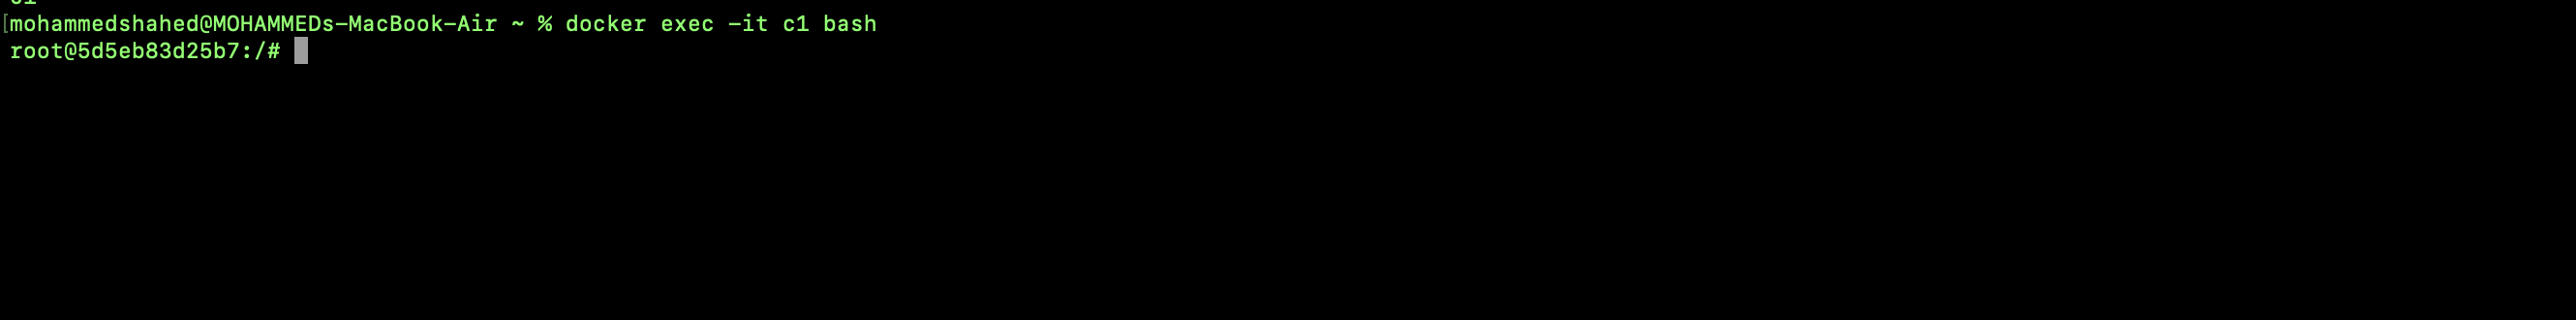 [mohammedshahed@MOHAMMEDs-MacBook-Air ~ % docker exec -it c1 bash
root@5d5eb83d25b7:/#